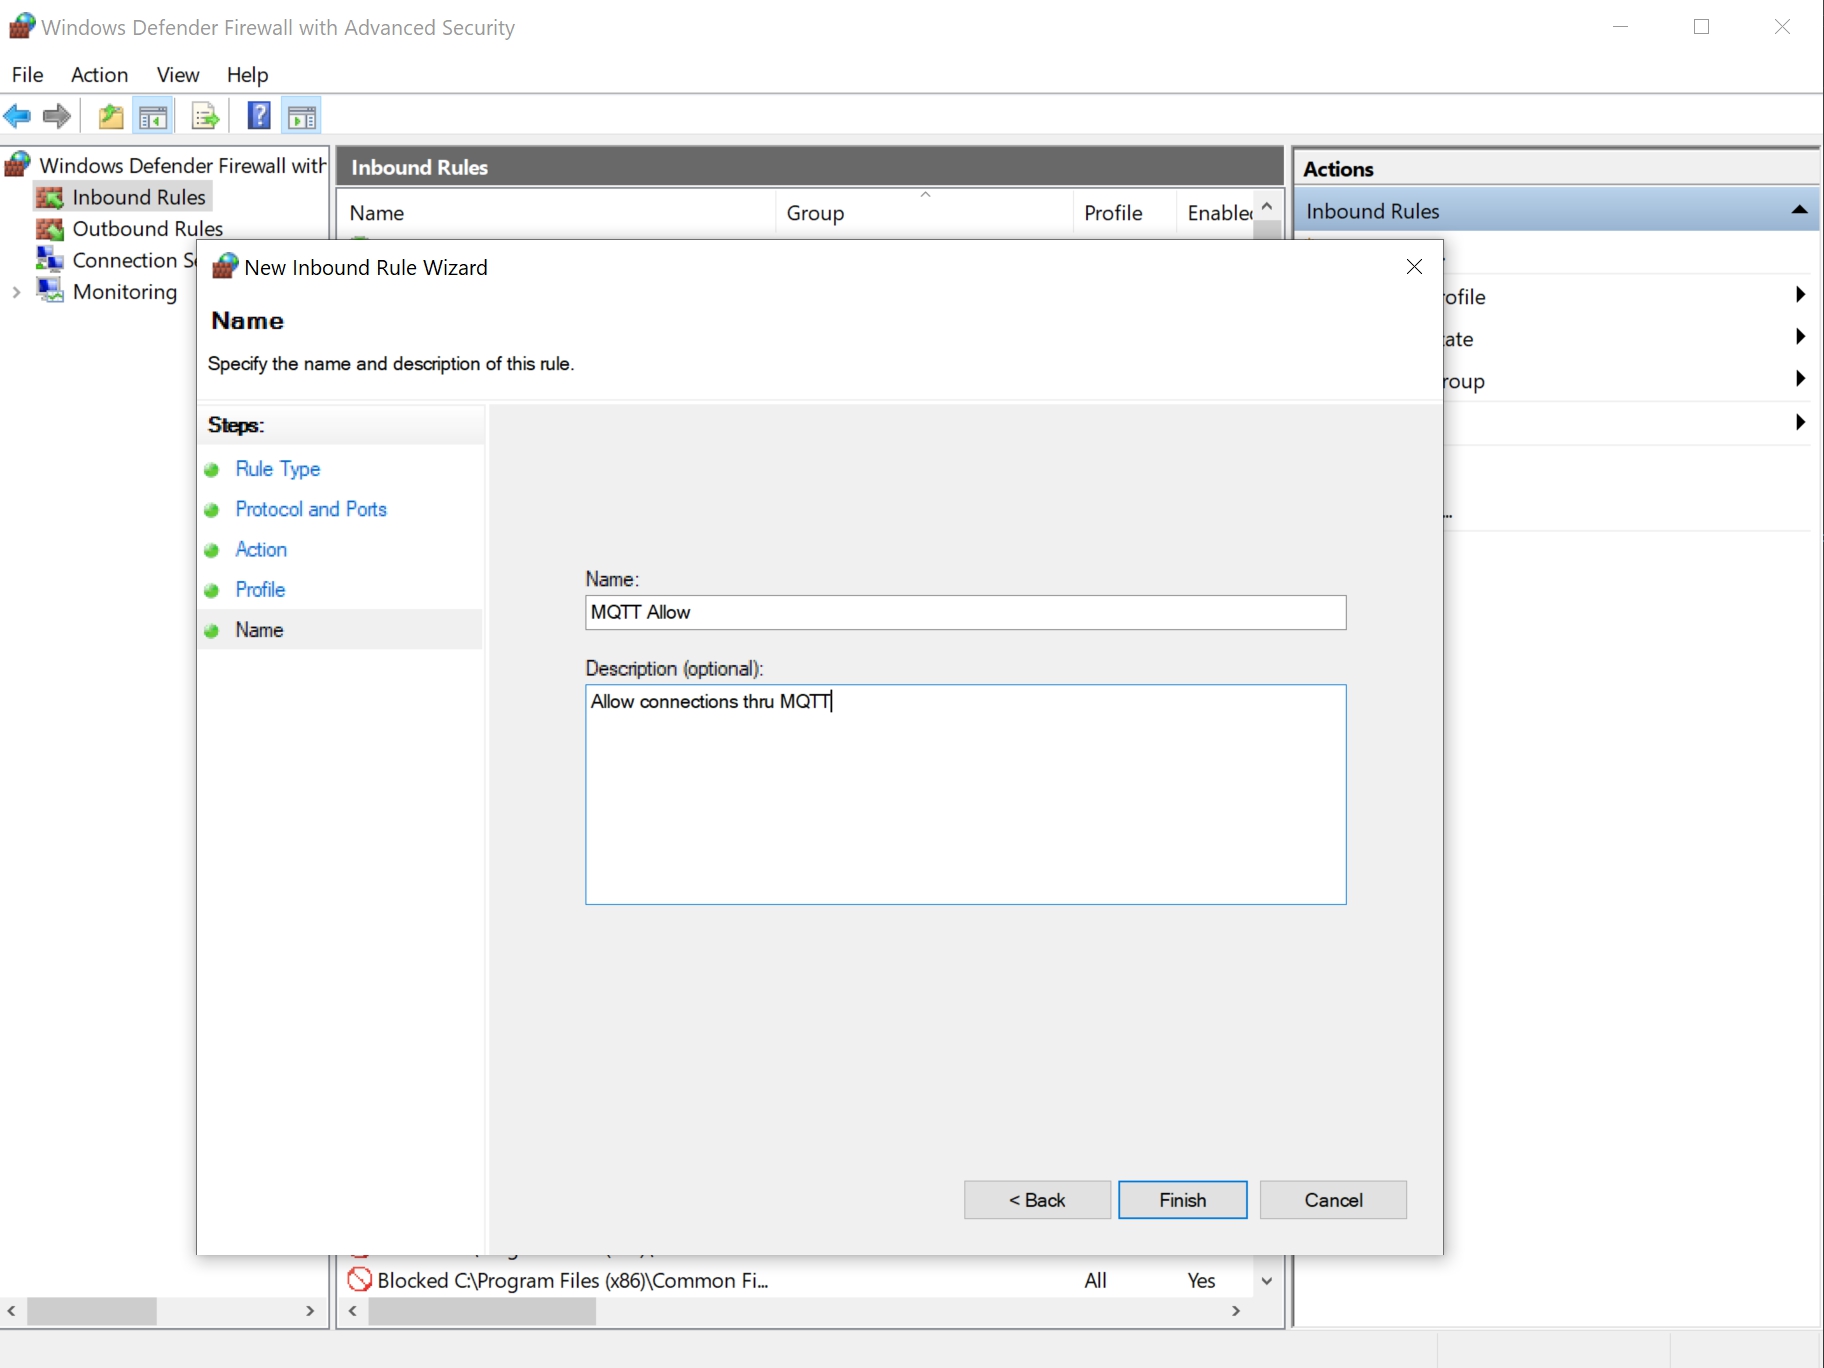 Windows Defender Firewall with Advanced Security
File Action View Help
Windows Defender Firewall with
Inbound Rules
Outbound Rules
Connection
Monitoring
Inbound Rules
Name Group Profile Enabled
Actions
Inbound Rules
New Inbound Rule Wizard
Name
Specify the name and description of this rule.
Steps:
Rule Type
Protocol and Ports
Action
Profile
Name
Name:
MQTT Allow
Description (optional):
Allow connections thru MQTT
< Back Finish Cancel
ofile
ate
roup
...
Blocked C:\Program Files (x86)\Common Fi... All Yes